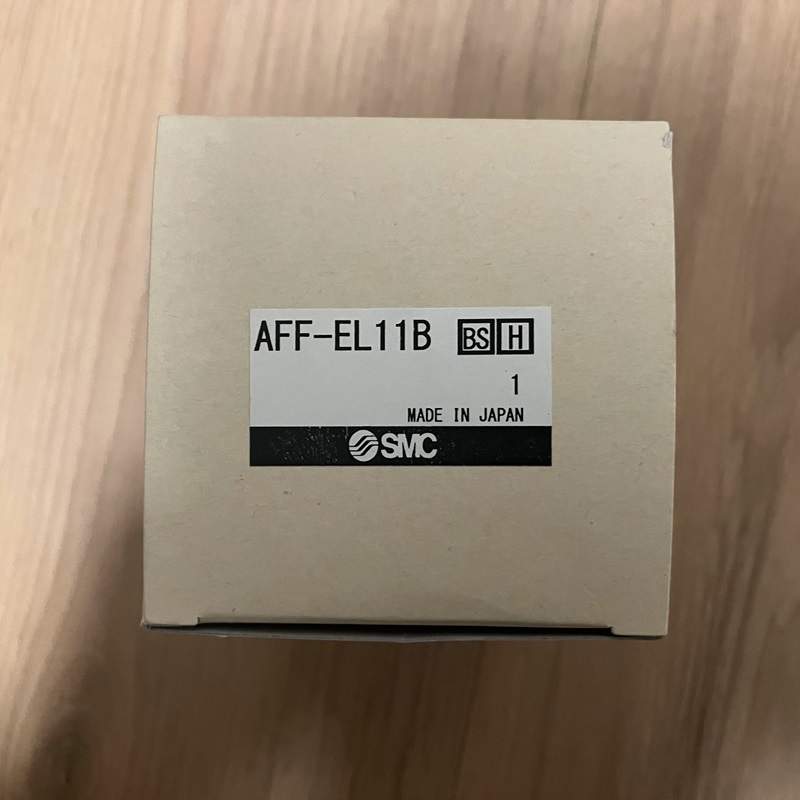 AFF-EL11B BS H
1
MADE IN JAPAN
SMC